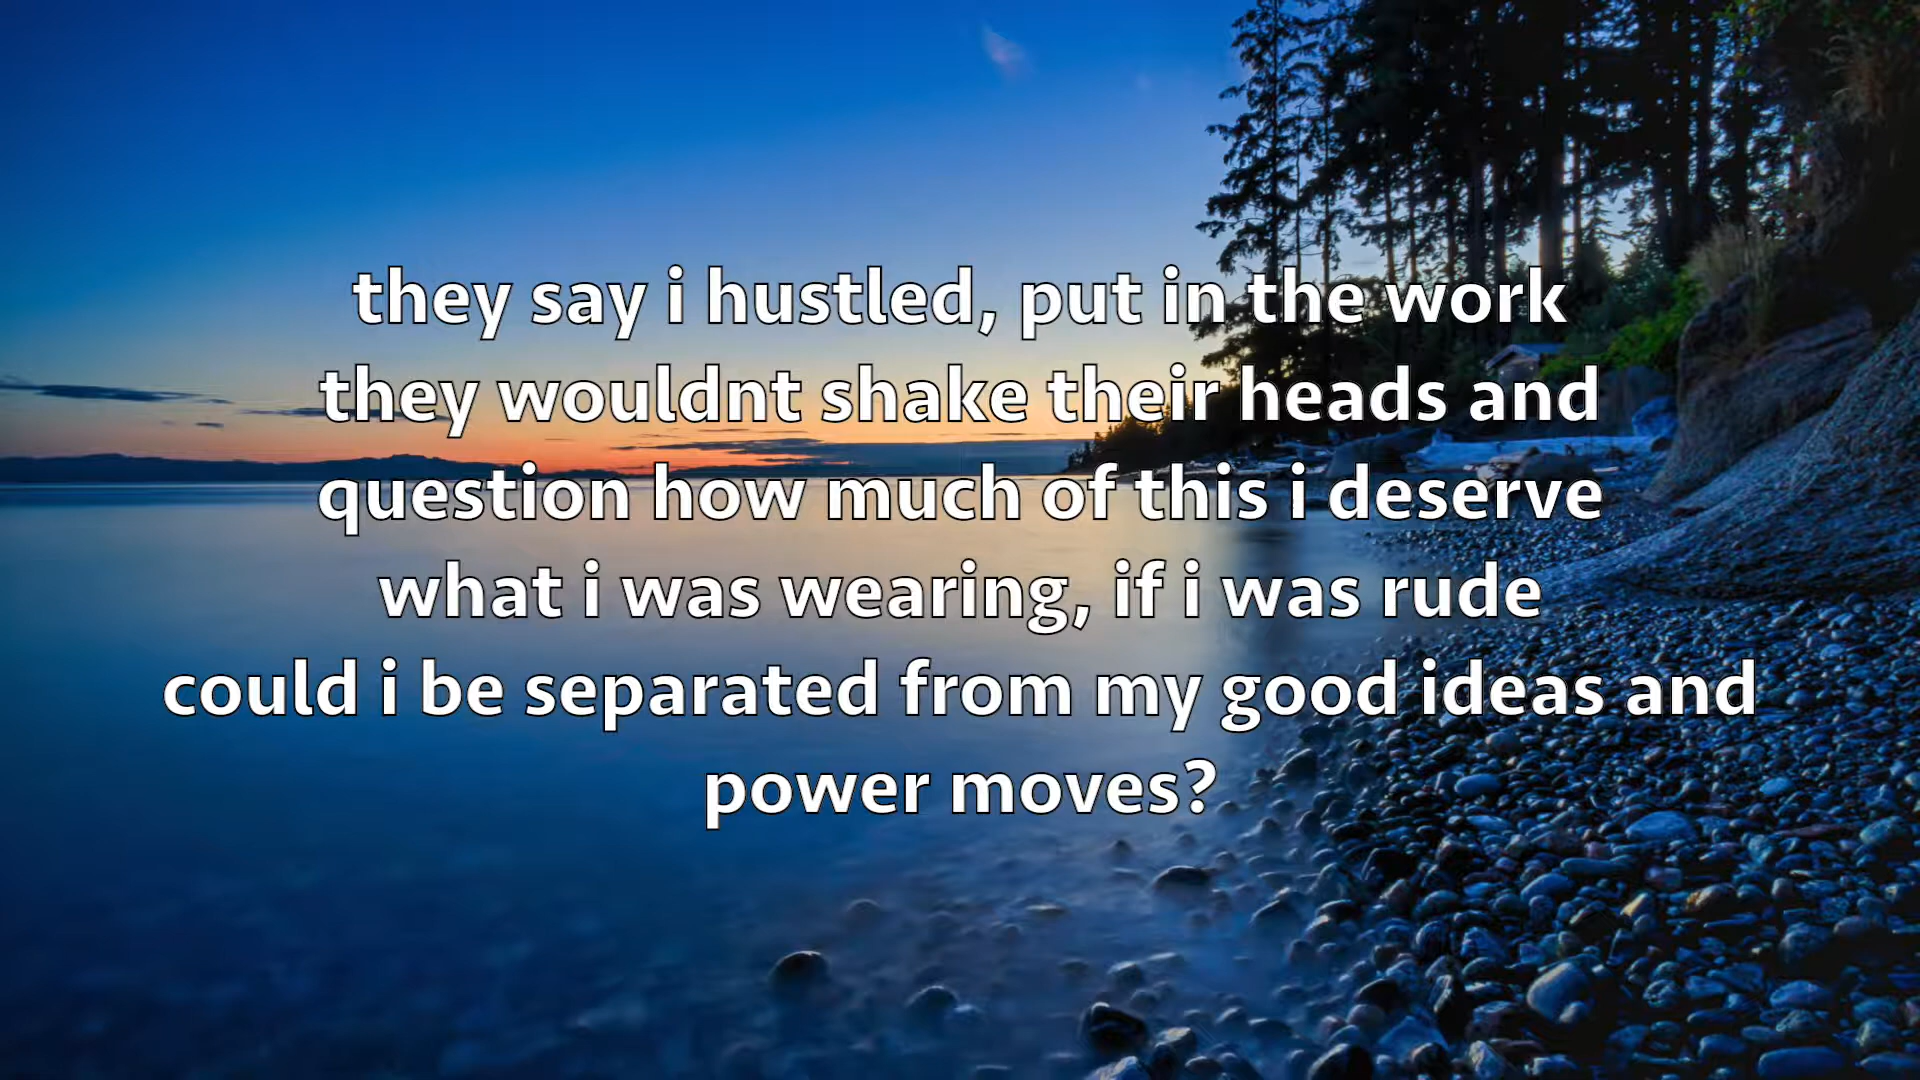 they say i hustled, put in the work
they wouldnt shake their heads and
question how much of this i deserve
what i was wearing, if i was rude
could i be separated from my good ideas and
power moves?